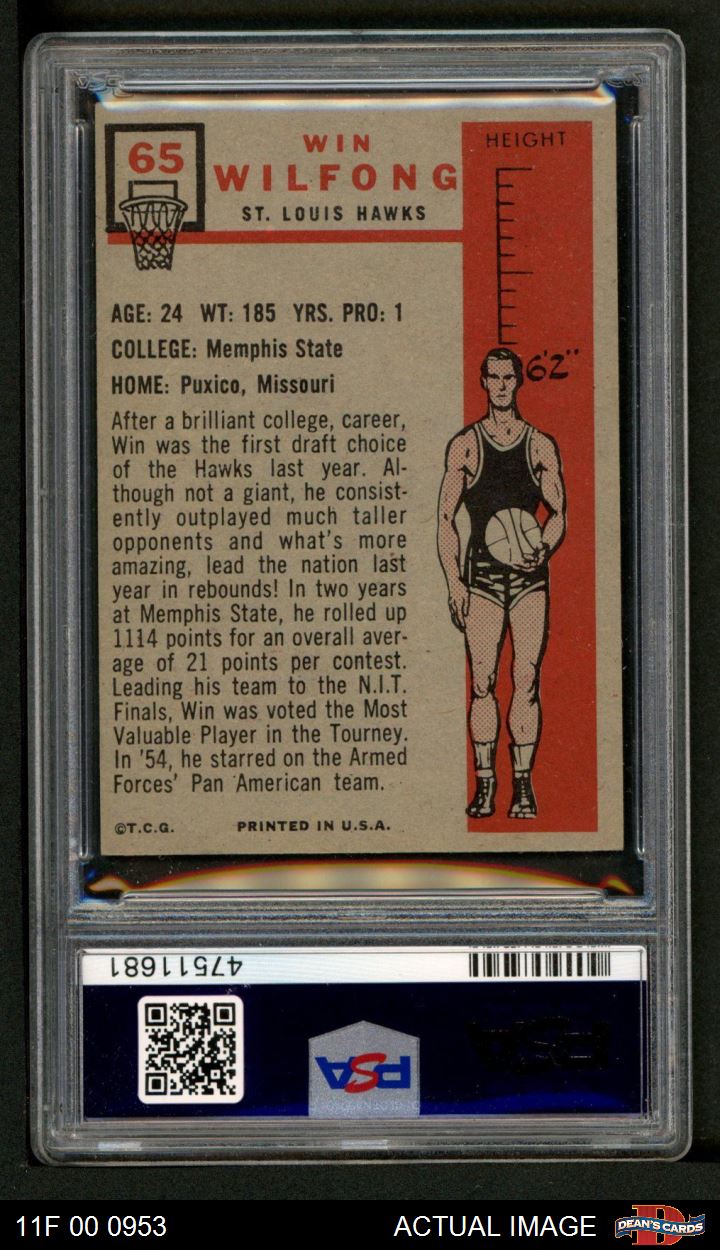 65
WIN
WILFONG
ST. LOUIS HAWKS
HEIGHT
6'2"
AGE: 24 WT: 185 YRS. PRO: 1
COLLEGE: Memphis State
HOME: Puxico, Missouri
After a brilliant college, career,
Win was the first draft choice
of the Hawks last year. Al-
though not a giant, he consist-
ently outplayed much taller
opponents and what's more
amazing, lead the nation last
year in rebounds! In two years
at Memphis State, he rolled up
1114 points for an overall aver-
age of 21 points per contest.
Leading his team to the N.I.T.
Finals, Win was voted the Most
Valuable Player in the Tourney.
In '54, he starred on the Armed
Forces' Pan American team.
©T.C.G. PRINTED IN U.S.A.
47511681
PSA
PSA
11F 00 0953
ACTUAL IMAGE
D
DEAN'S CARDS